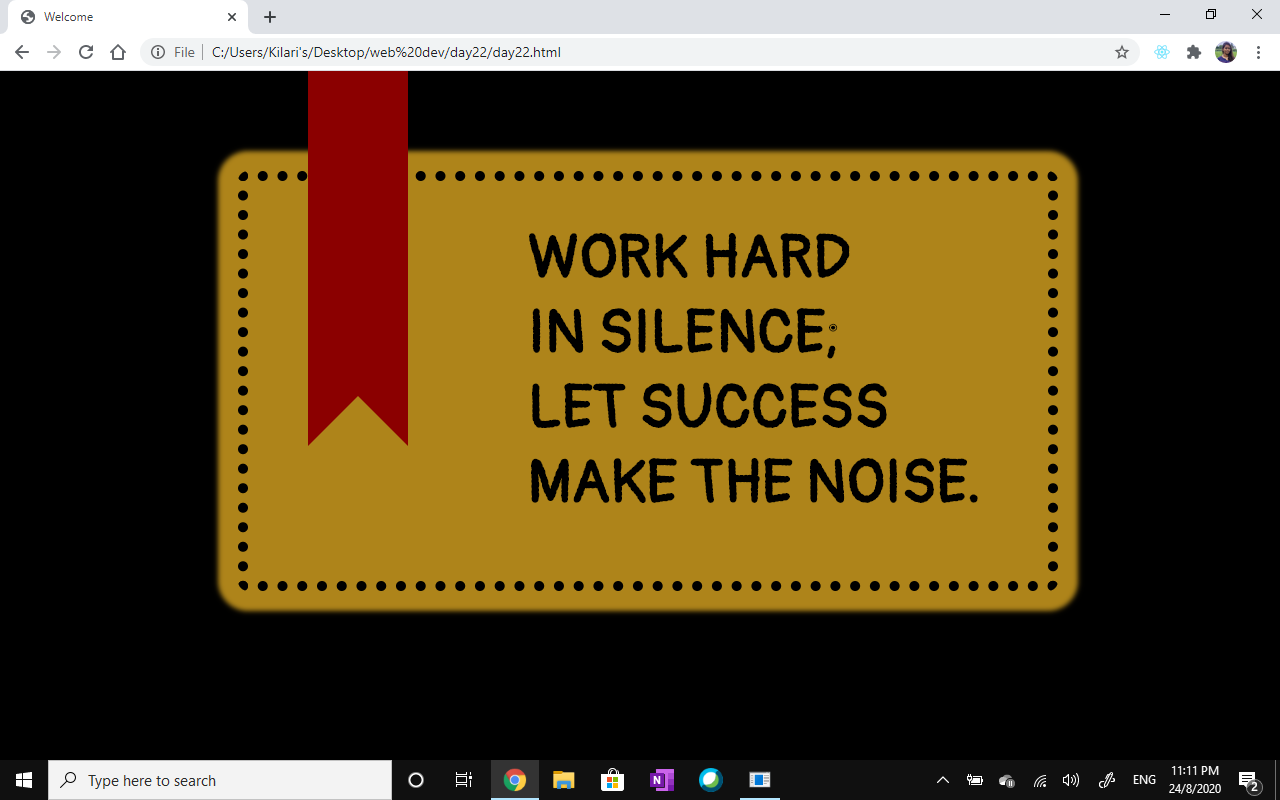 Welcome
File
C:/Users/Kilari's/Desktop/web%20dev/day22/day22.html
WORK HARD
IN SILENCE;
LET SUCCESS
MAKE THE NOISE.
Type here to search
N
ENG
11:11 PM
24/8/2020
2